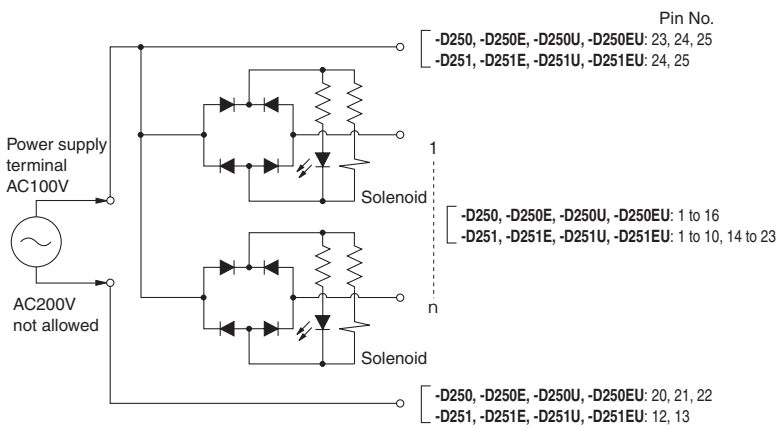 Pin No.
-D250, -D250E, -D250U, -D250EU: 23, 24, 25
-D251, -D251E, -D251U, -D251EU: 24, 25
Power supply
terminal
AC100V
1
Solenoid
-D250, -D250E, -D250U, -D250EU: 1 to 16
-D251, -D251E, -D251U, -D251EU: 1 to 10, 14 to 23
AC200V
not allowed
n
Solenoid
-D250, -D250E, -D250U, -D250EU: 20, 21, 22
-D251, -D251E, -D251U, -D251EU: 12, 13